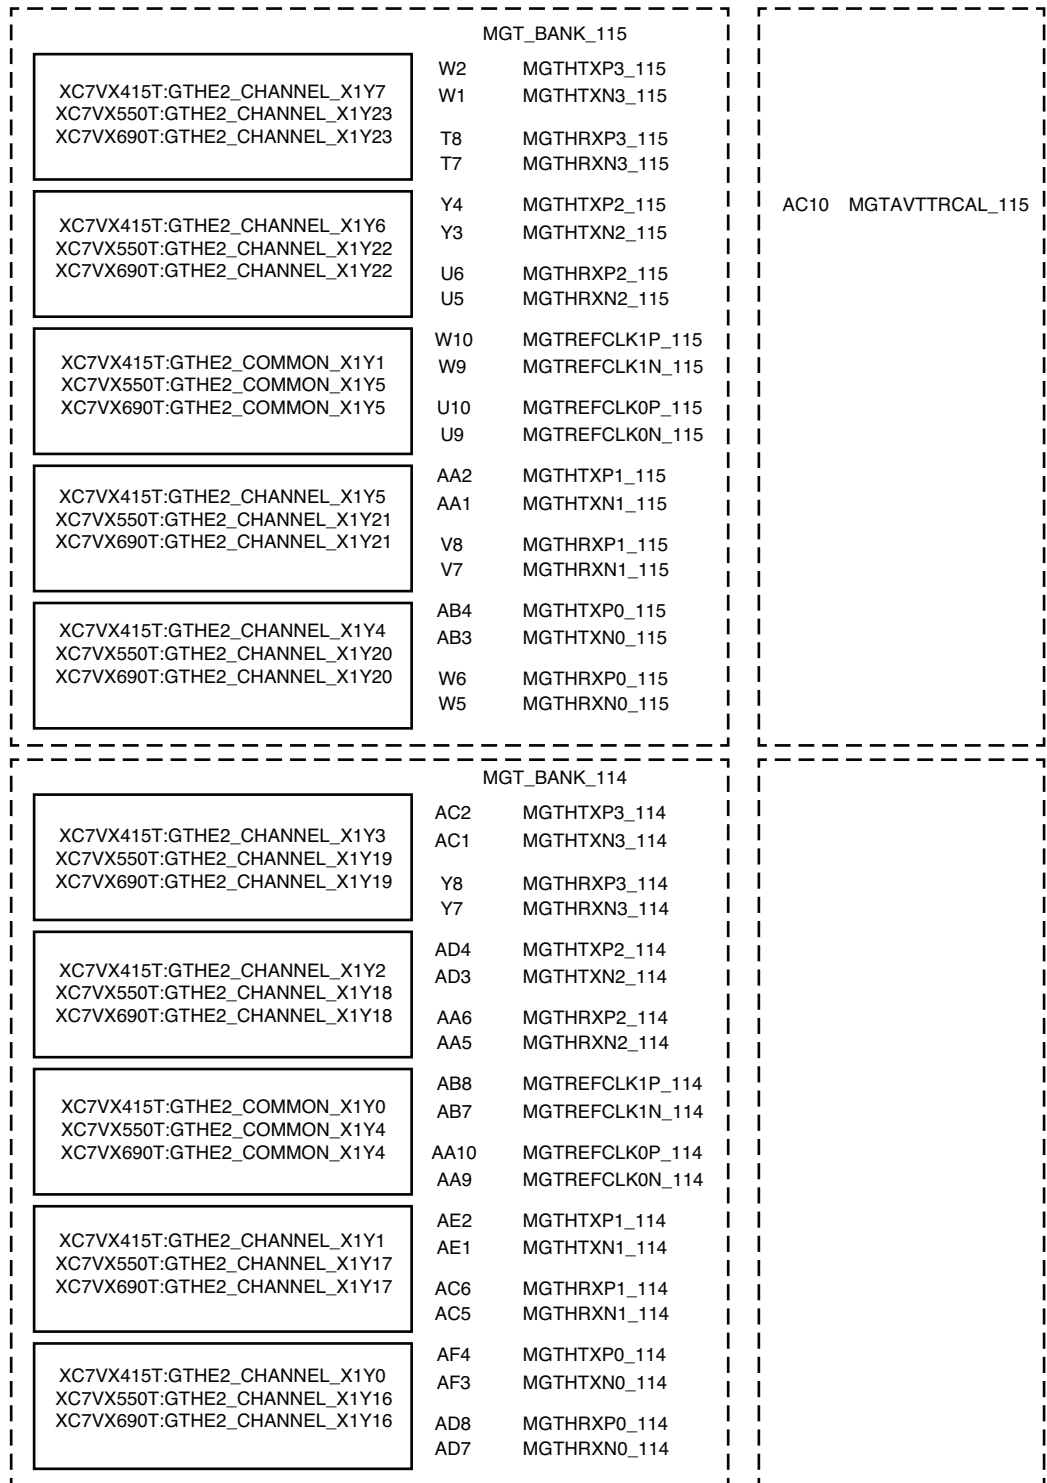 MGT_BANK_115
XC7VX415T:GTHE2_CHANNEL_X1Y7
XC7VX550T:GTHE2_CHANNEL_X1Y23
XC7VX690T:GTHE2_CHANNEL_X1Y23
W2 MGTHTXP3_115
W1 MGTHTXN3_115
T8 MGTHRXP3_115
T7 MGTHRXN3_115
XC7VX415T:GTHE2_CHANNEL_X1Y6
XC7VX550T:GTHE2_CHANNEL_X1Y22
XC7VX690T:GTHE2_CHANNEL_X1Y22
Y4 MGTHTXP2_115
Y3 MGTHTXN2_115
U6 MGTHRXP2_115
U5 MGTHRXN2_115
XC7VX415T:GTHE2_COMMON_X1Y1
XC7VX550T:GTHE2_COMMON_X1Y5
XC7VX690T:GTHE2_COMMON_X1Y5
W10 MGTREFCLK1P_115
W9 MGTREFCLK1N_115
U10 MGTREFCLK0P_115
U9 MGTREFCLK0N_115
XC7VX415T:GTHE2_CHANNEL_X1Y5
XC7VX550T:GTHE2_CHANNEL_X1Y21
XC7VX690T:GTHE2_CHANNEL_X1Y21
AA2 MGTHTXP1_115
AA1 MGTHTXN1_115
V8 MGTHRXP1_115
V7 MGTHRXN1_115
XC7VX415T:GTHE2_CHANNEL_X1Y4
XC7VX550T:GTHE2_CHANNEL_X1Y20
XC7VX690T:GTHE2_CHANNEL_X1Y20
AB4 MGTHTXP0_115
AB3 MGTHTXN0_115
W6 MGTHRXP0_115
W5 MGTHRXN0_115
AC10 MGTAVTTRCAL_115
MGT_BANK_114
XC7VX415T:GTHE2_CHANNEL_X1Y3
XC7VX550T:GTHE2_CHANNEL_X1Y19
XC7VX690T:GTHE2_CHANNEL_X1Y19
AC2 MGTHTXP3_114
AC1 MGTHTXN3_114
Y8 MGTHRXP3_114
Y7 MGTHRXN3_114
XC7VX415T:GTHE2_CHANNEL_X1Y2
XC7VX550T:GTHE2_CHANNEL_X1Y18
XC7VX690T:GTHE2_CHANNEL_X1Y18
AD4 MGTHTXP2_114
AD3 MGTHTXN2_114
AA6 MGTHRXP2_114
AA5 MGTHRXN2_114
XC7VX415T:GTHE2_COMMON_X1Y0
XC7VX550T:GTHE2_COMMON_X1Y4
XC7VX690T:GTHE2_COMMON_X1Y4
AB8 MGTREFCLK1P_114
AB7 MGTREFCLK1N_114
AA10 MGTREFCLK0P_114
AA9 MGTREFCLK0N_114
XC7VX415T:GTHE2_CHANNEL_X1Y1
XC7VX550T:GTHE2_CHANNEL_X1Y17
XC7VX690T:GTHE2_CHANNEL_X1Y17
AE2 MGTHTXP1_114
AE1 MGTHTXN1_114
AC6 MGTHRXP1_114
AC5 MGTHRXN1_114
XC7VX415T:GTHE2_CHANNEL_X1Y0
XC7VX550T:GTHE2_CHANNEL_X1Y16
XC7VX690T:GTHE2_CHANNEL_X1Y16
AF4 MGTHTXP0_114
AF3 MGTHTXN0_114
AD8 MGTHRXP0_114
AD7 MGTHRXN0_114